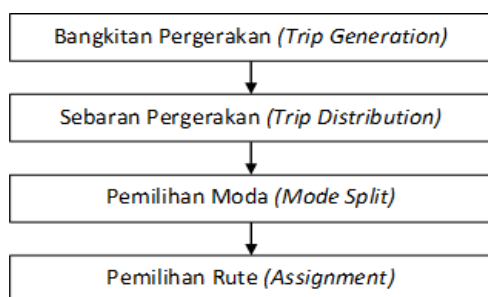 Bangkitan Pergerakan (Trip Generation)
Sebaran Pergerakan (Trip Distribution)
Pemilihan Moda (Mode Split)
Pemilihan Rute (Assignment)